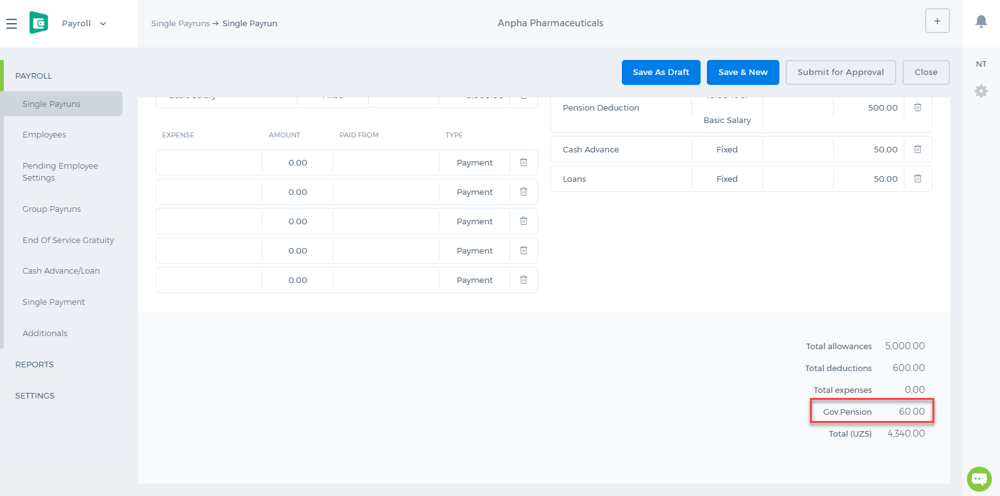 Payroll
Single Payruns → Single Payrun
Anpha Pharmaceuticals
+
NT
Save As Draft
Save & New
Submit for Approval
Close
PAYROLL
Single Payruns
Employees
Pending Employee
Settings
Group Payruns
End Of Service Gratuity
Cash Advance/Loan
Single Payment
Additionals
REPORTS
SETTINGS
EXPENSE AMOUNT PAID FROM TYPE
0.00 Payment
0.00 Payment
0.00 Payment
0.00 Payment
0.00 Payment
Pension Deduction 500.00
Basic Salary
Cash Advance Fixed 50.00
Loans Fixed 50.00
Total allowances 5,000.00
Total deductions 600.00
Total expenses 0.00
Gov.Pension 60.00
Total (UZS) 4,340.00